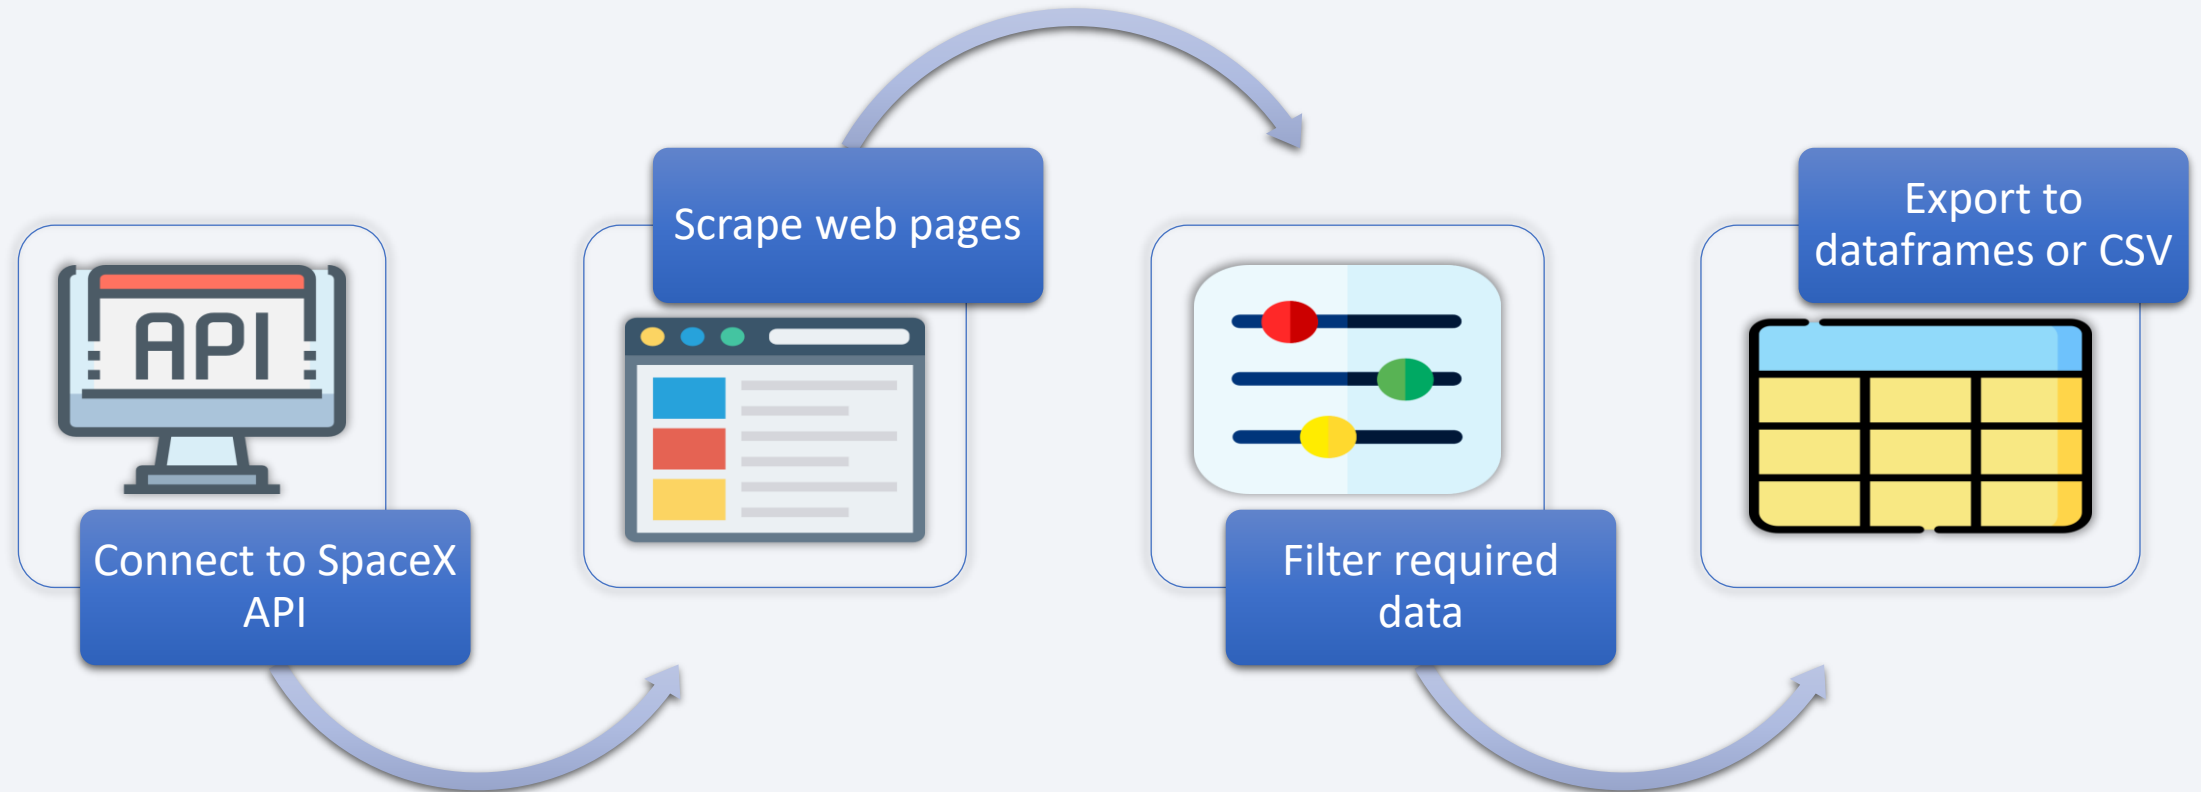 API
Connect to SpaceX
API
Scrape web pages
Filter required
data
Export to
dataframes or CSV